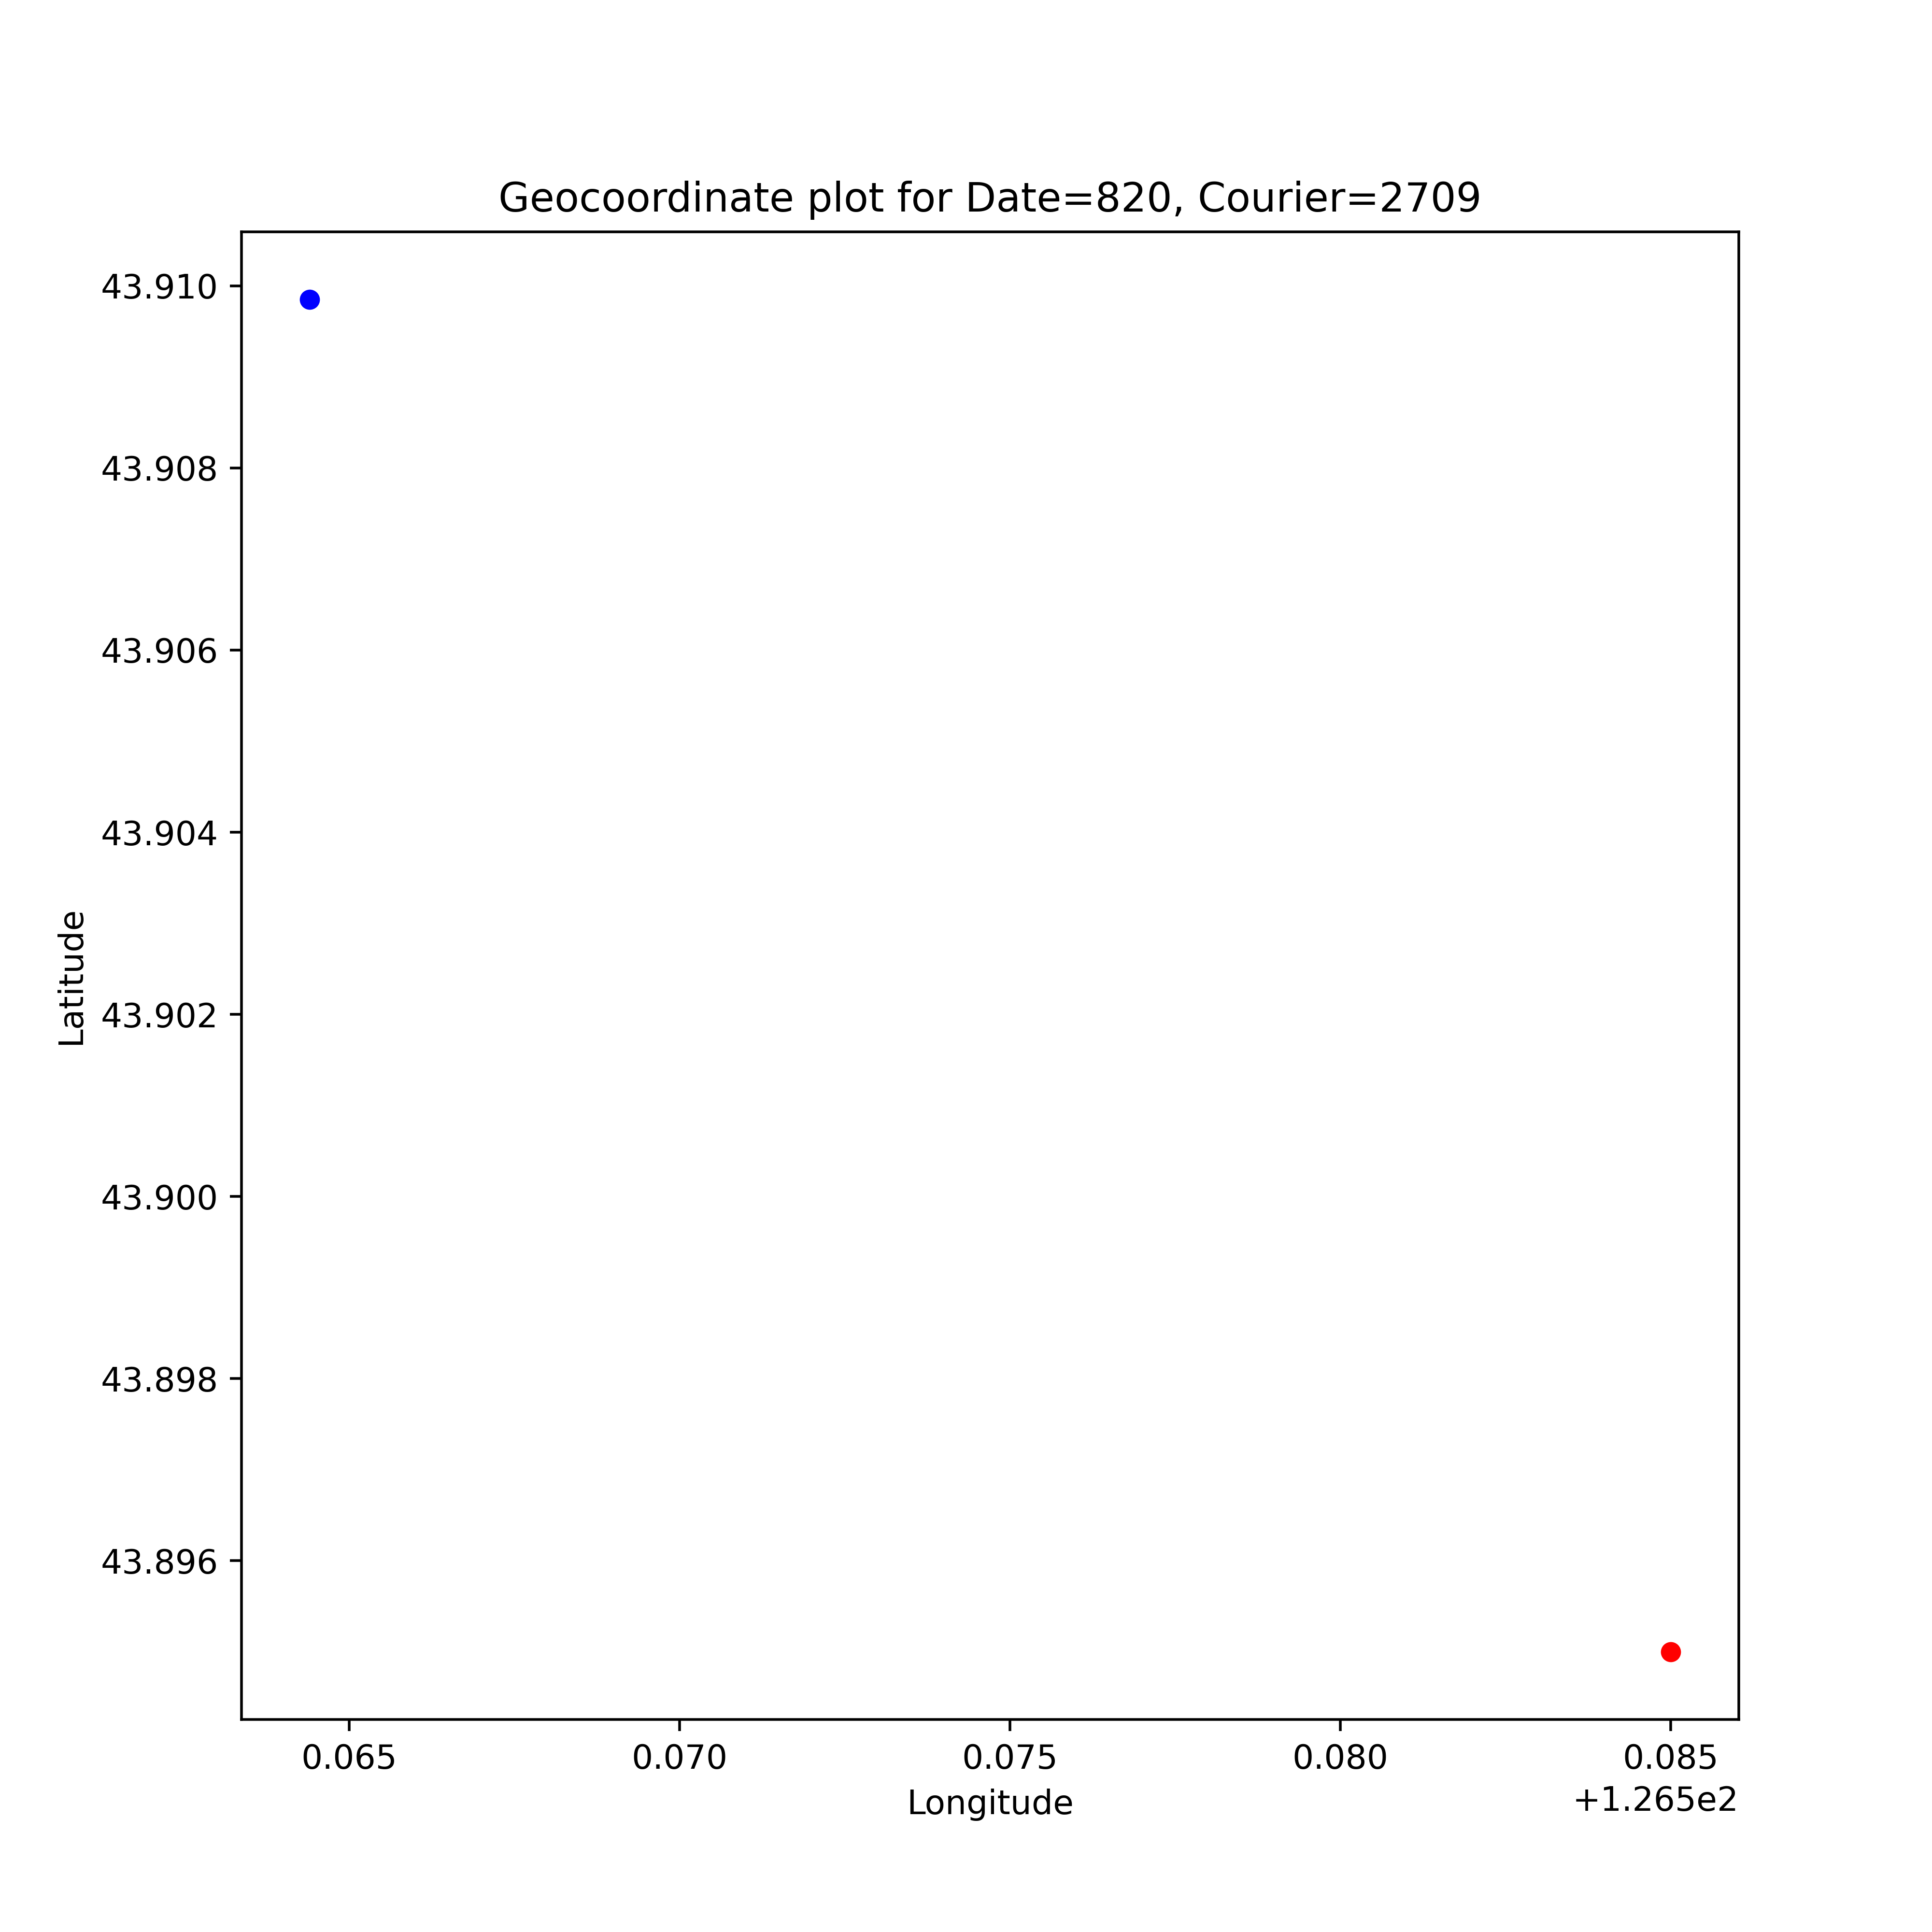 Geocoordinate plot for Date=820, Courier=2709
43.910
43.908
43.906
43.904
43.902
43.900
43.898
43.896
Latitude
0.065 0.070 0.075 0.080 0.085
+1.265e2
Longitude